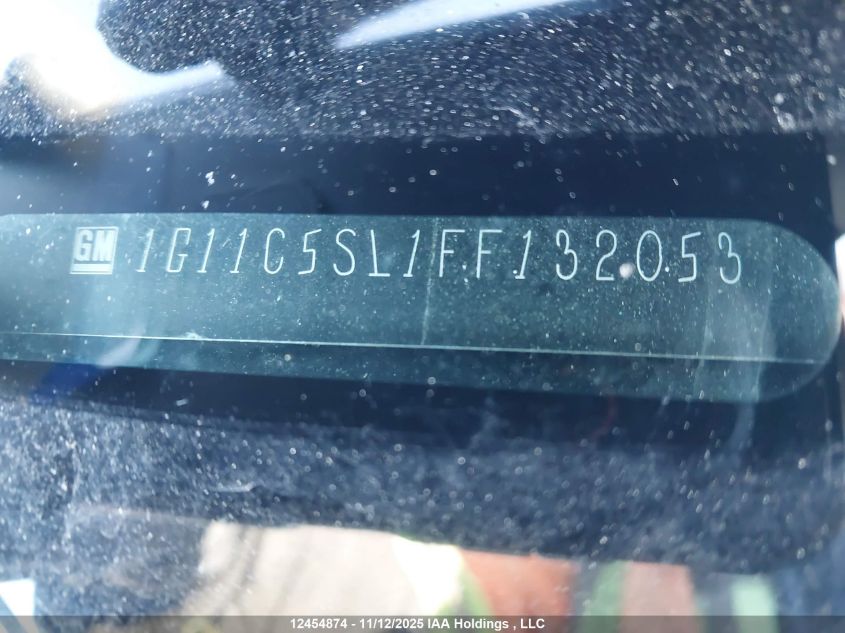 GM 1G11C5SL1FF132053
12454874 - 11/12/2025 IAA Holdings , LLC